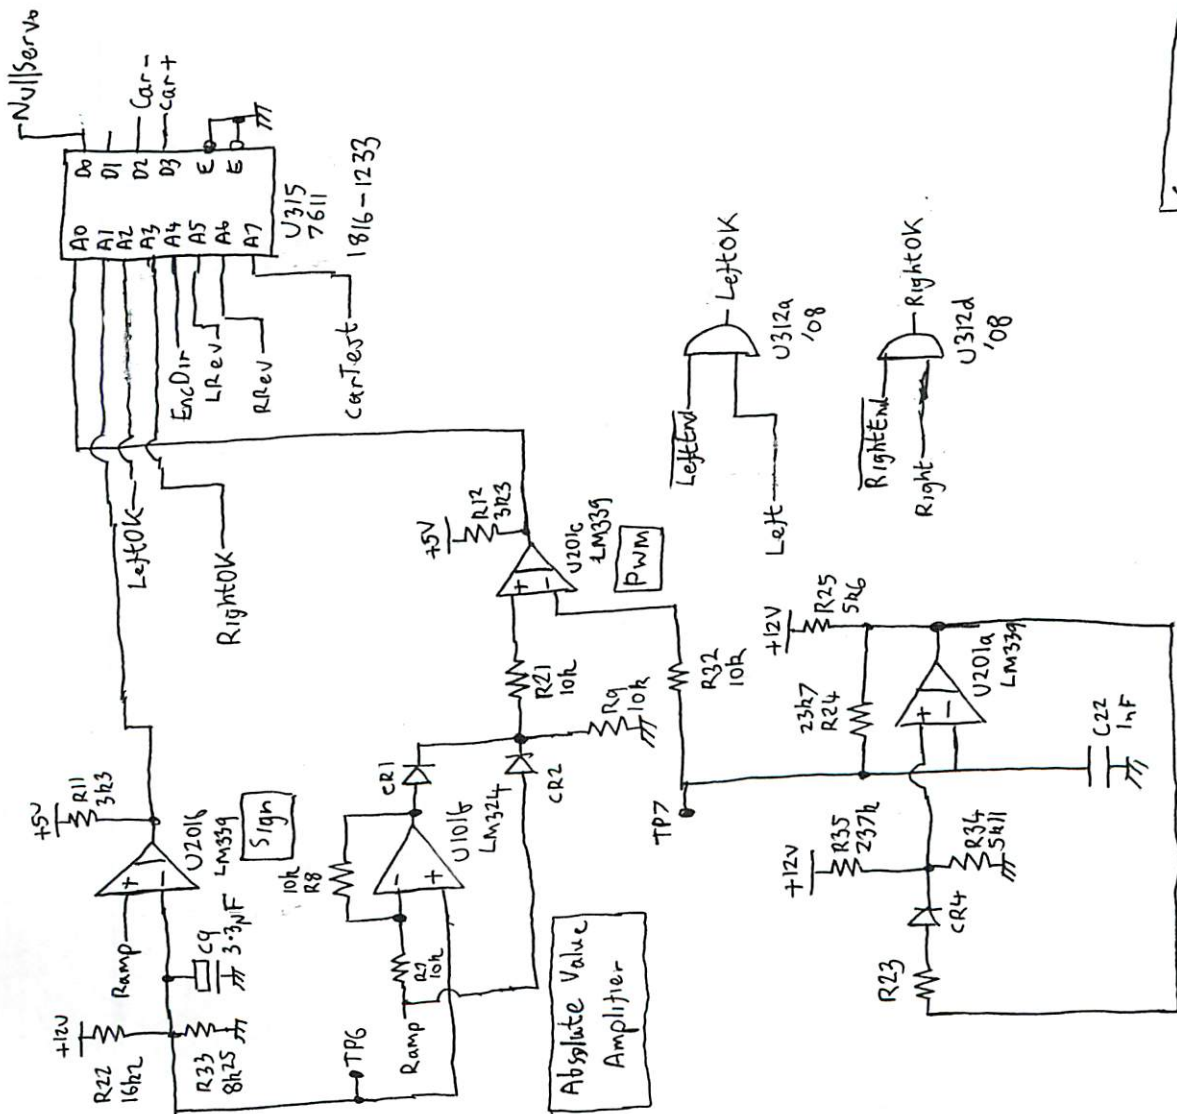 NullServo
Car-
Car+
D0
D1
D2
D3
E
E
A0
A1
A2
A3
A4
A5
A6
A7
U315
7611
1816-1233
EncDir
LRev
RRev
CarTest
LeftOK
RightOK
+5V
R11
3k3
+
-
U201b
LM339
Sign
Ramp
C9
3.3µF
+12V
R22
16k2
R33
8k25
TP6
10k
R8
-
+
U101b
LM324
Ramp
R7
10k
CR1
CR2
R9
10k
R21
10k
+5V
R12
3k3
+
-
U201c
LM339
PWM
R32
10k
TP7
Absolute Value
Amplifier
LeftEnd
Left
LeftOK
U312a
'08
RightEnd
Right
RightOK
U312d
'08
+12V
R25
5k6
23k7
R24
+
-
U201a
LM339
C22
1nF
+12V
R35
237k
R34
5k11
CR4
R23